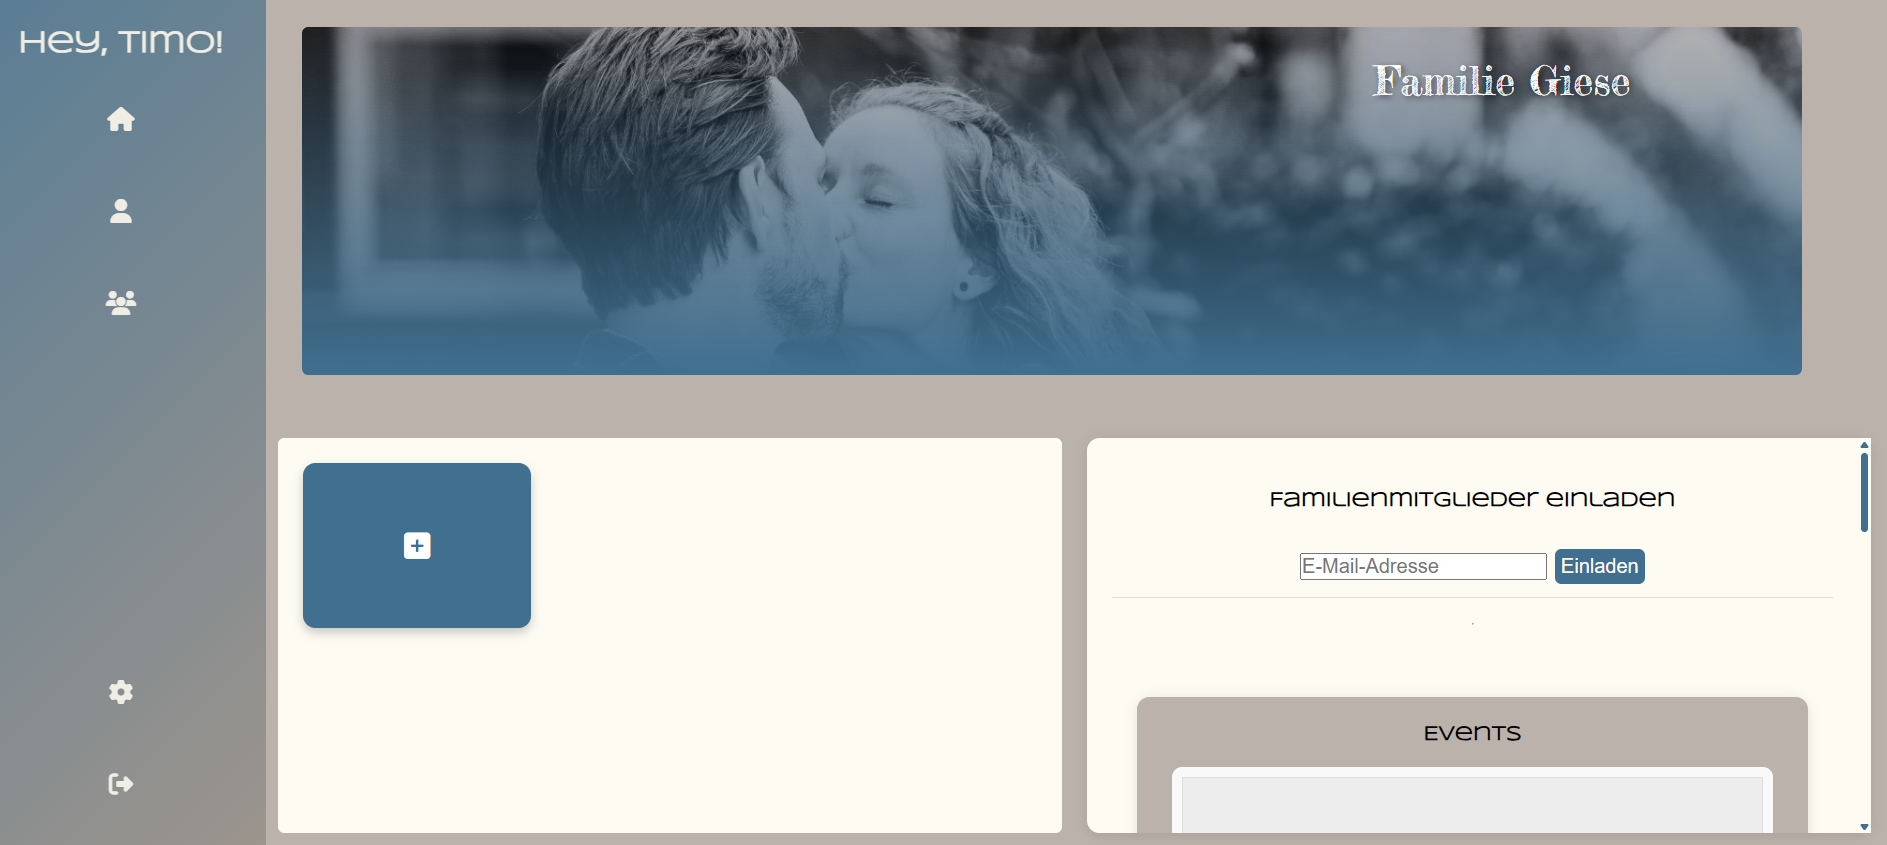 Hey, Timo!
Familie Giese
Familienmitglieder einladen
E-Mail-Adresse
Einladen
Events